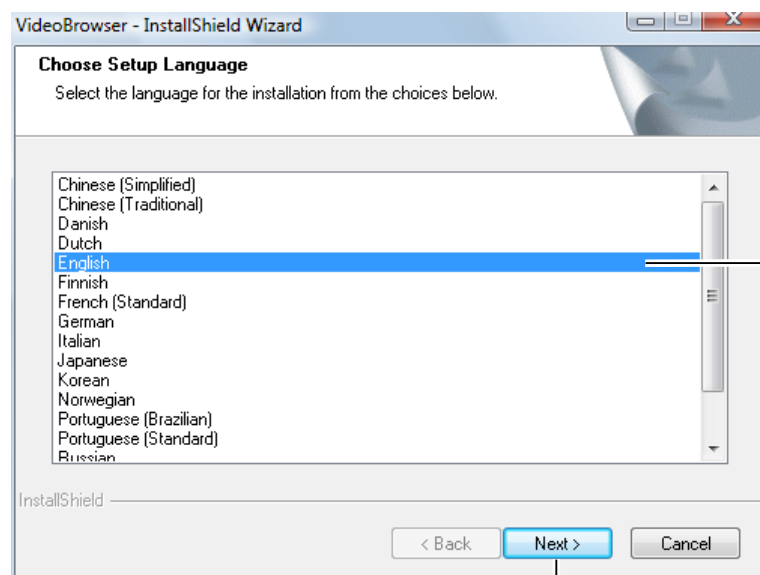 VideoBrowser - InstallShield Wizard
Choose Setup Language
Select the language for the installation from the choices below.
Chinese (Simplified)
Chinese (Traditional)
Danish
Dutch
English
Finnish
French (Standard)
German
Italian
Japanese
Korean
Norwegian
Portuguese (Brazilian)
Portuguese (Standard)
Russian
InstallShield
< Back Next > Cancel